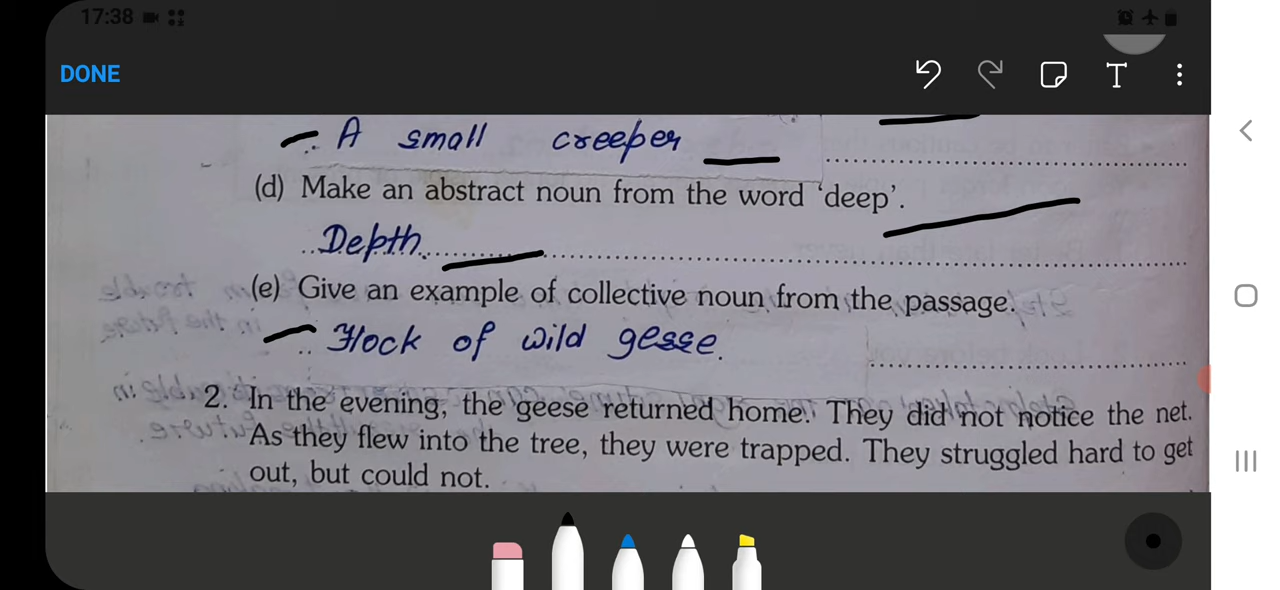 17:38
DONE
T
A small creeper
(d) Make an abstract noun from the word ‘deep’.
Depth
(e) Give an example of collective noun from the passage.
Flock of wild gesse.
2. In the evening, the geese returned home. They did not notice the net.
As they flew into the tree, they were trapped. They struggled hard to get
out, but could not.